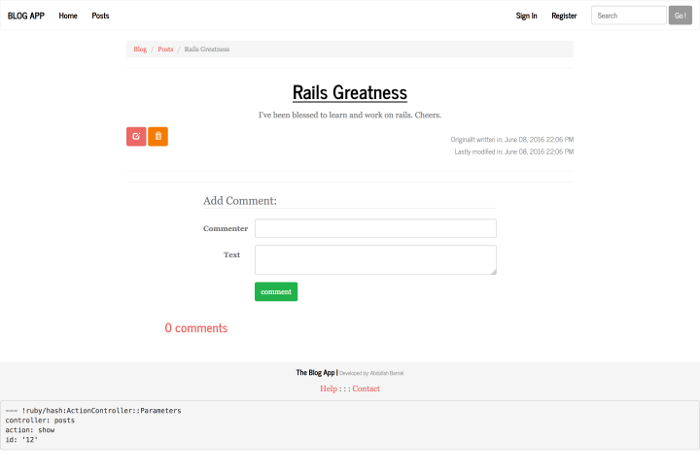 BLOG APP Home Posts Sign In Register Search Go!
Blog / Posts / Rails Greatness
Rails Greatness
I've been blessed to learn and work on rails. Cheers.
Originallt written in: June 08, 2016 22:06 PM
Lastly modified in: June 08, 2016 22:06 PM
Add Comment:
Commenter
Text
comment
0 comments
The Blog App | Developed by Abdullah
Help : : : Contact
--- !ruby/hash:ActionController::Parameters
controller: posts
action: show
id: '12'